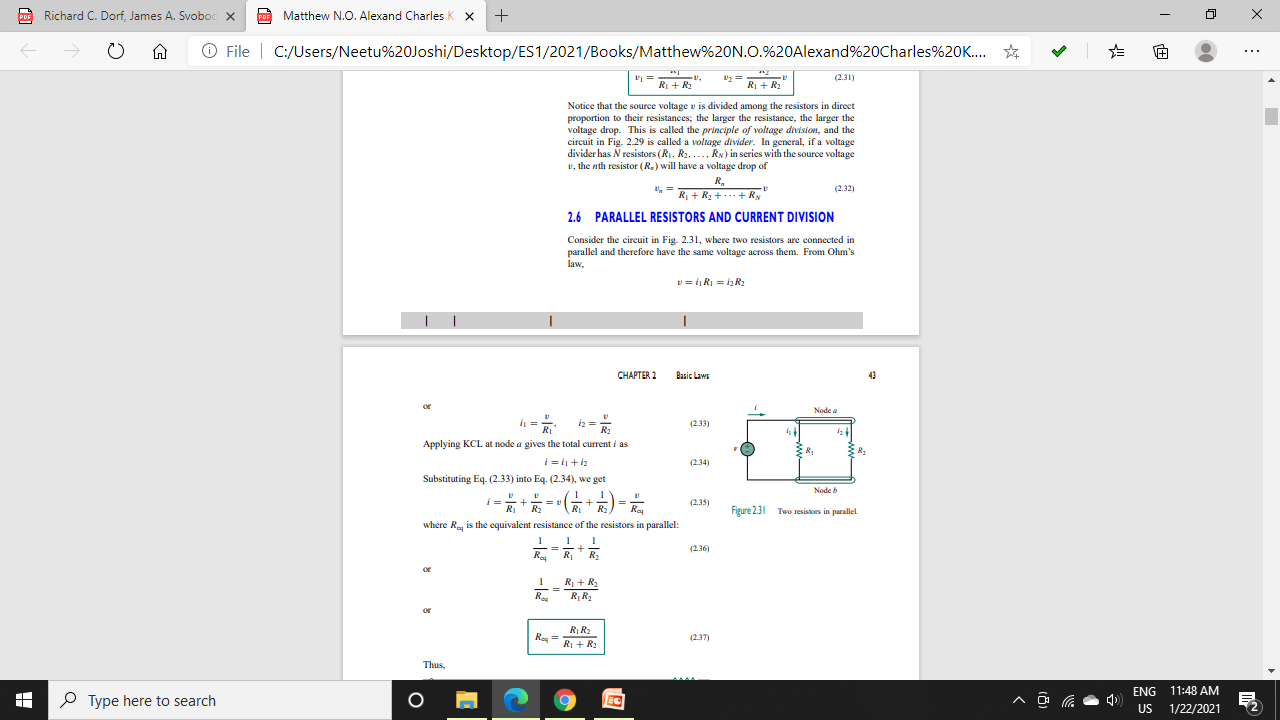 Richard C. Dorf, James A. Svoboc
Matthew N.O. Alexand Charles K
File
C:/Users/Neetu%20Joshi/Desktop/ES1/2021/Books/Matthew%20N.O.%20Alexand%20Charles%20K....
v1 = R1 / R1 + R2 v, v2 = R2 / R1 + R2 v (2.31)
Notice that the source voltage v is divided among the resistors in direct
proportion to their resistances; the larger the resistance, the larger the
voltage drop. This is called the principle of voltage division, and the
circuit in Fig. 2.29 is called a voltage divider. In general, if a voltage
divider has N resistors (R1, R2, . . . , RN) in series with the source voltage
v, the nth resistor (Rn) will have a voltage drop of
vn = Rn / R1 + R2 + · · · + RN v (2.32)
2.6 PARALLEL RESISTORS AND CURRENT DIVISION
Consider the circuit in Fig. 2.31, where two resistors are connected in
parallel and therefore have the same voltage across them. From Ohm's
law,
v = i1R1 = i2R2
CHAPTER 2 Basic Laws 43
or
i1 = v / R1, i2 = v / R2 (2.33)
Applying KCL at node a gives the total current i as
i = i1 + i2 (2.34)
Substituting Eq. (2.33) into Eq. (2.34), we get
i = v / R1 + v / R2 = v ( 1 / R1 + 1 / R2 ) = v / Req (2.35)
where Req is the equivalent resistance of the resistors in parallel:
1 / Req = 1 / R1 + 1 / R2 (2.36)
or
1 / Req = R1 + R2 / R1R2
or
Req = R1R2 / R1 + R2 (2.37)
Thus,
i
Node a
i1
i2
v
R1
R2
Node b
Figure 2.31 Two resistors in parallel.
Type here to search
ENG
US
11:48 AM
1/22/2021
2